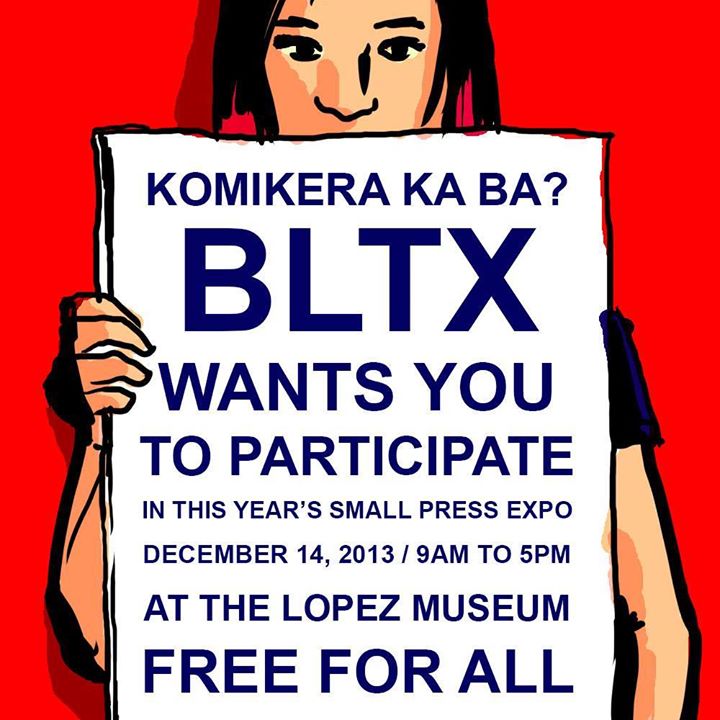 KOMIKERA KA BA?
BLTX
WANTS YOU
TO PARTICIPATE
IN THIS YEAR'S SMALL PRESS EXPO
DECEMBER 14, 2013 / 9AM TO 5PM
AT THE LOPEZ MUSEUM
FREE FOR ALL